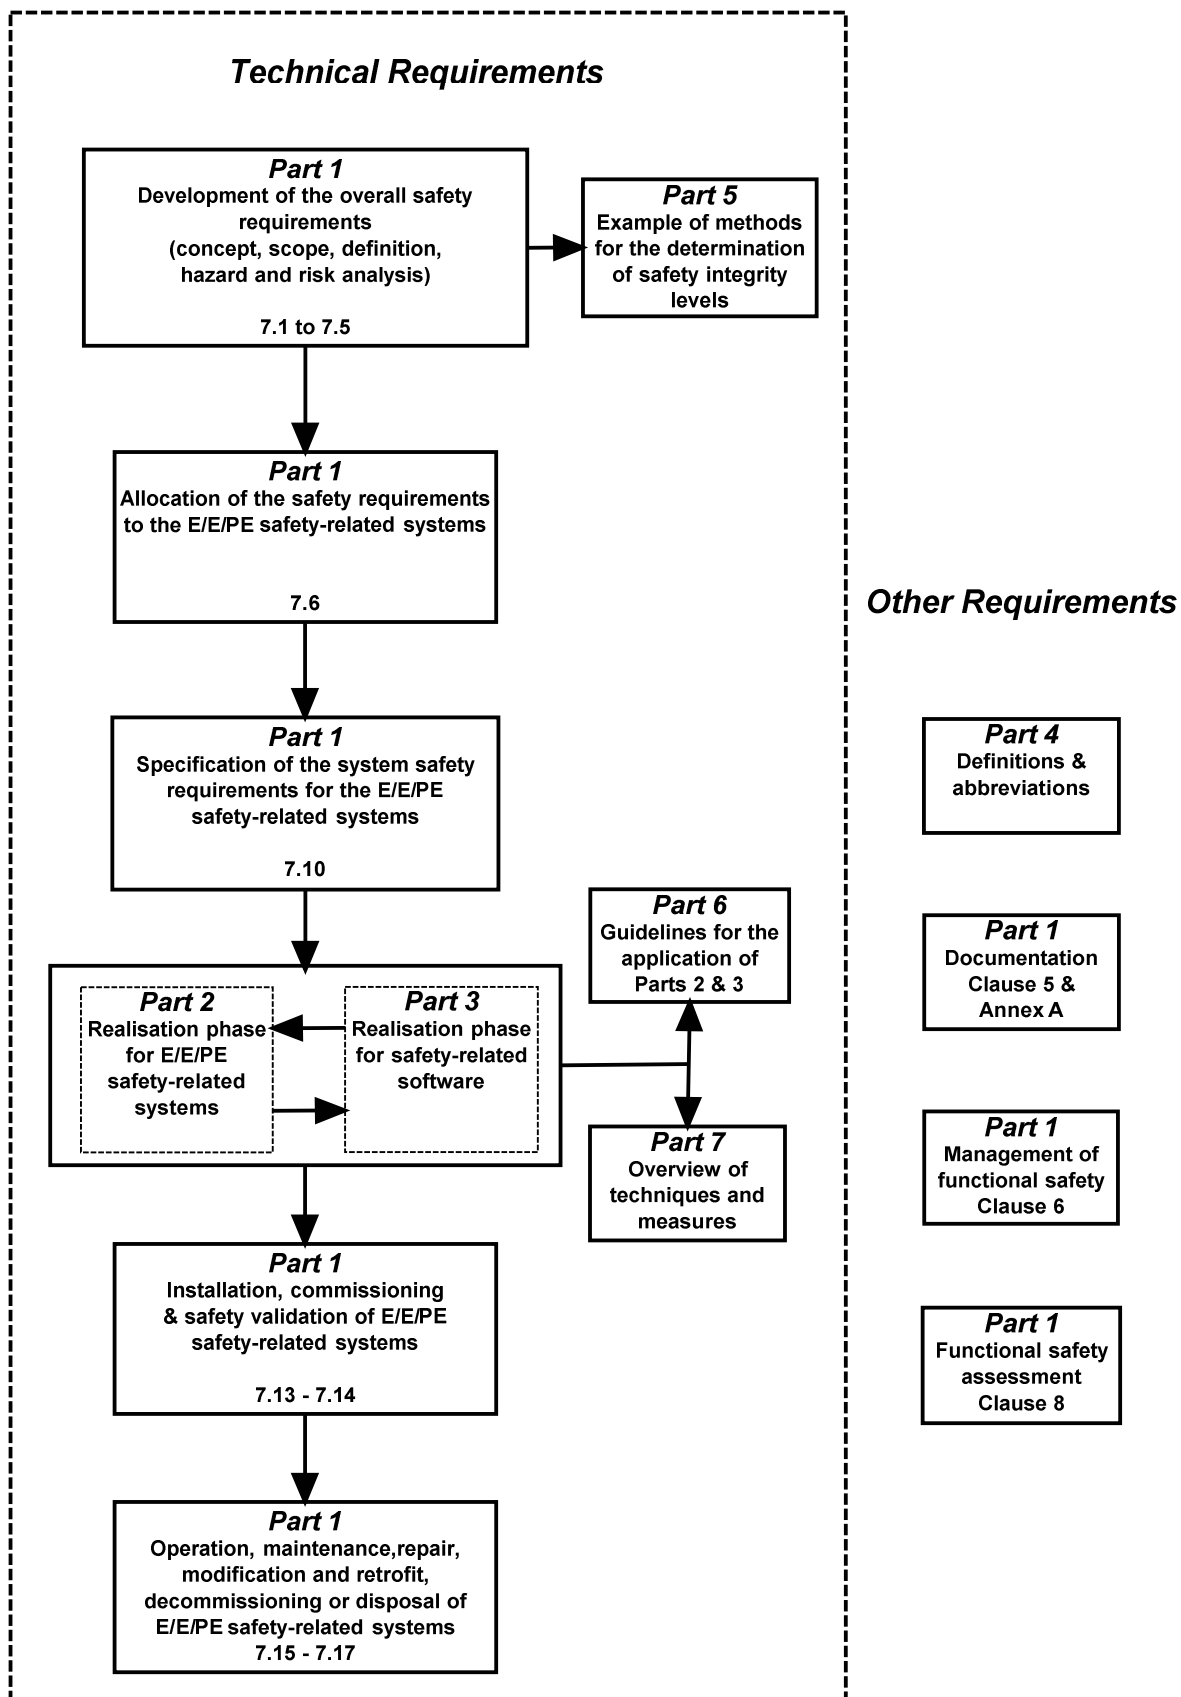 Technical Requirements
Part 1
Development of the overall safety
requirements
(concept, scope, definition,
hazard and risk analysis)
7.1 to 7.5
Part 5
Example of methods
for the determination
of safety integrity
levels
Part 1
Allocation of the safety requirements
to the E/E/PE safety-related systems
7.6
Part 1
Specification of the system safety
requirements for the E/E/PE
safety-related systems
7.10
Part 2
Realisation phase
for E/E/PE
safety-related
systems
Part 3
Realisation phase
for safety-related
software
Part 6
Guidelines for the
application of
Parts 2 & 3
Part 7
Overview of
techniques and
measures
Part 1
Installation, commissioning
& safety validation of E/E/PE
safety-related systems
7.13 - 7.14
Part 1
Operation, maintenance,repair,
modification and retrofit,
decommissioning or disposal of
E/E/PE safety-related systems
7.15 - 7.17
Other Requirements
Part 4
Definitions &
abbreviations
Part 1
Documentation
Clause 5 &
Annex A
Part 1
Management of
functional safety
Clause 6
Part 1
Functional safety
assessment
Clause 8